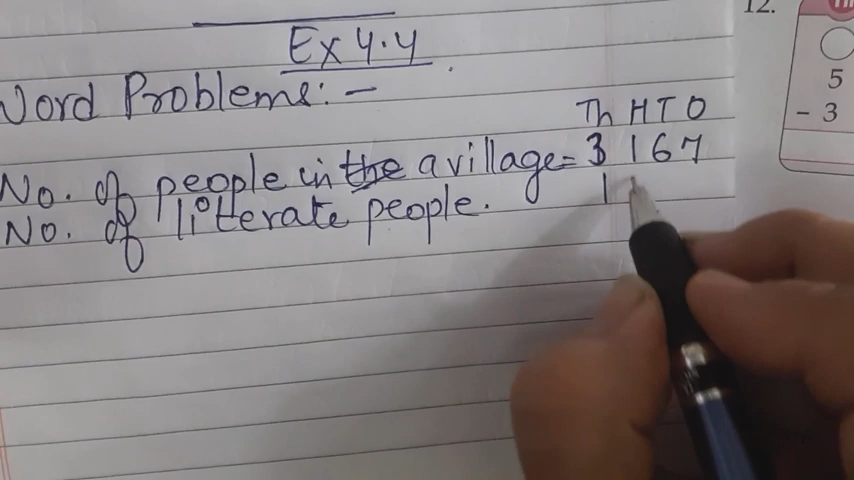 Ex 4.4
Word Problems:-
Th H T O
No. of people in the a village = 3 1 6 7
No. of literate people. 1
12.
5
- 3